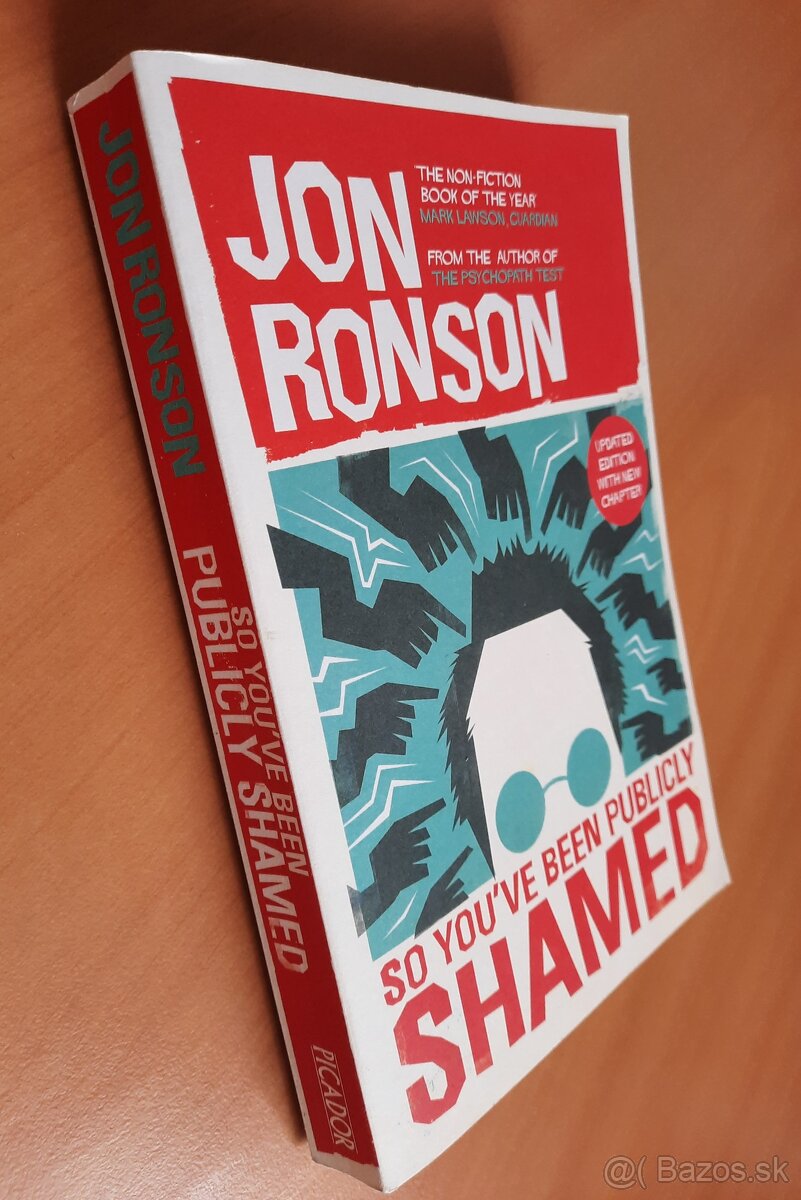 JON RONSON
SO YOU'VE BEEN
PUBLICLY SHAMED
PICADOR
JON
RONSON
'THE NON-FICTION
BOOK OF THE YEAR'
MARK LAWSON, GUARDIAN
FROM THE AUTHOR OF
THE PSYCHOPATH TEST
UPDATED
EDITION
WITH NEW
CHAPTER
SO YOU'VE BEEN PUBLICLY
SHAMED
@( Bazos.sk